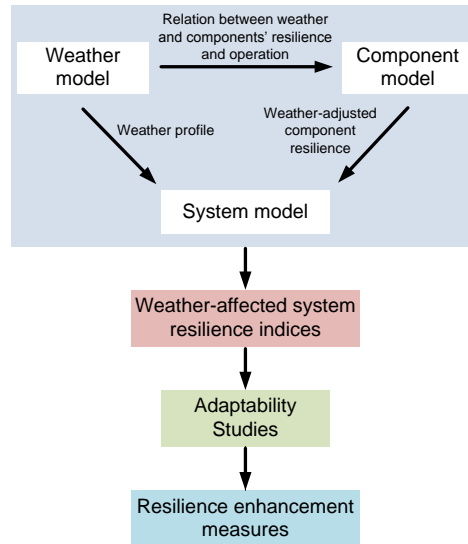 Relation between weather
and components' resilience
and operation
Weather
model
Component
model
Weather profile
Weather-adjusted
component
resilience
System model
Weather-affected system
resilience indices
Adaptability
Studies
Resilience enhancement
measures